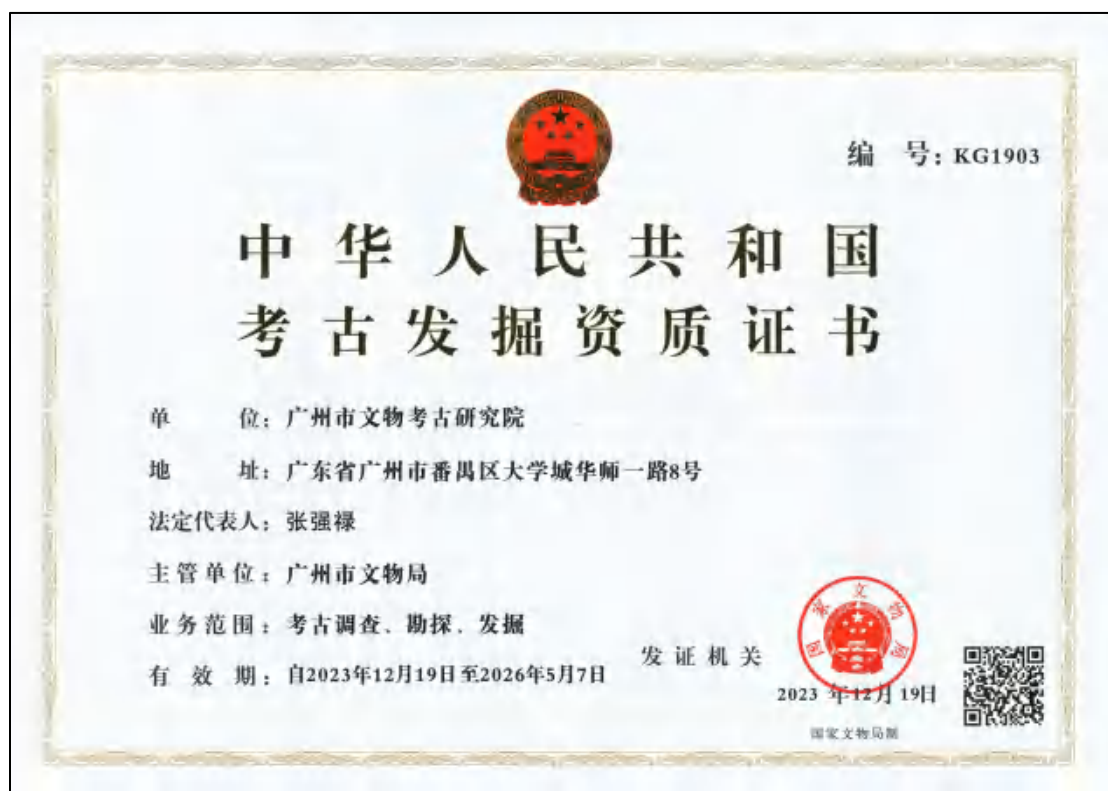 编 号：KG1903
中华人民共和国
考古发掘资质证书
单 位：广州市文物考古研究院
地 址：广东省广州市番禺区大学城华师一路8号
法定代表人：张强禄
主管单位：广州市文物局
业务范围：考古调查、勘探、发掘
有 效 期：自2023年12月19日至2026年5月7日
发证机关
国家文物局
2023 年12月19日
国家文物局制